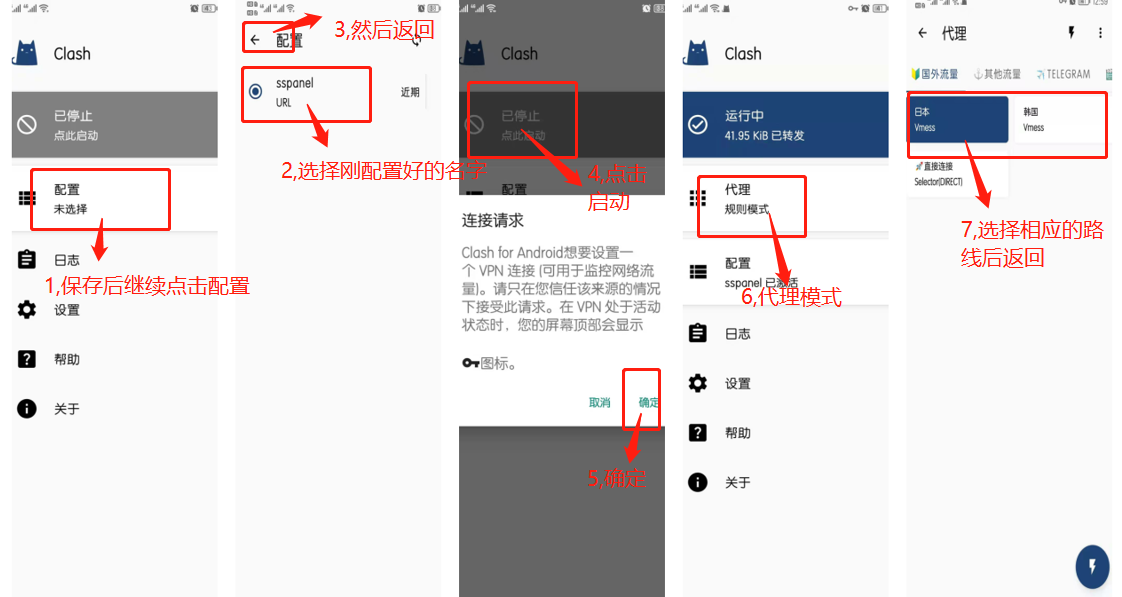 Clash
已停止
点此启动
配置
未选择
日志
1,保存后继续点击配置
设置
帮助
关于
3,然后返回
配置
sspanel
URL
近期
2,选择刚配置好的名字
Clash
已停止
点此启动
4,点击
启动
配置
连接请求
Clash for Android想要设置一
个 VPN 连接 (可用于监控网络流
量)。请只在您信任该来源的情况
下接受此请求。在 VPN 处于活动
状态时，您的屏幕顶部会显示
图标。
取消
确定
5,确定
Clash
运行中
41.95 KiB 已转发
代理
规则模式
配置
sspanel 已激活
6,代理模式
日志
设置
帮助
关于
12:59
代理
国外流量
其他流量
TELEGRAM
日本
Vmess
韩国
Vmess
直接连接
Selector(DIRECT)
7,选择相应的路
线后返回